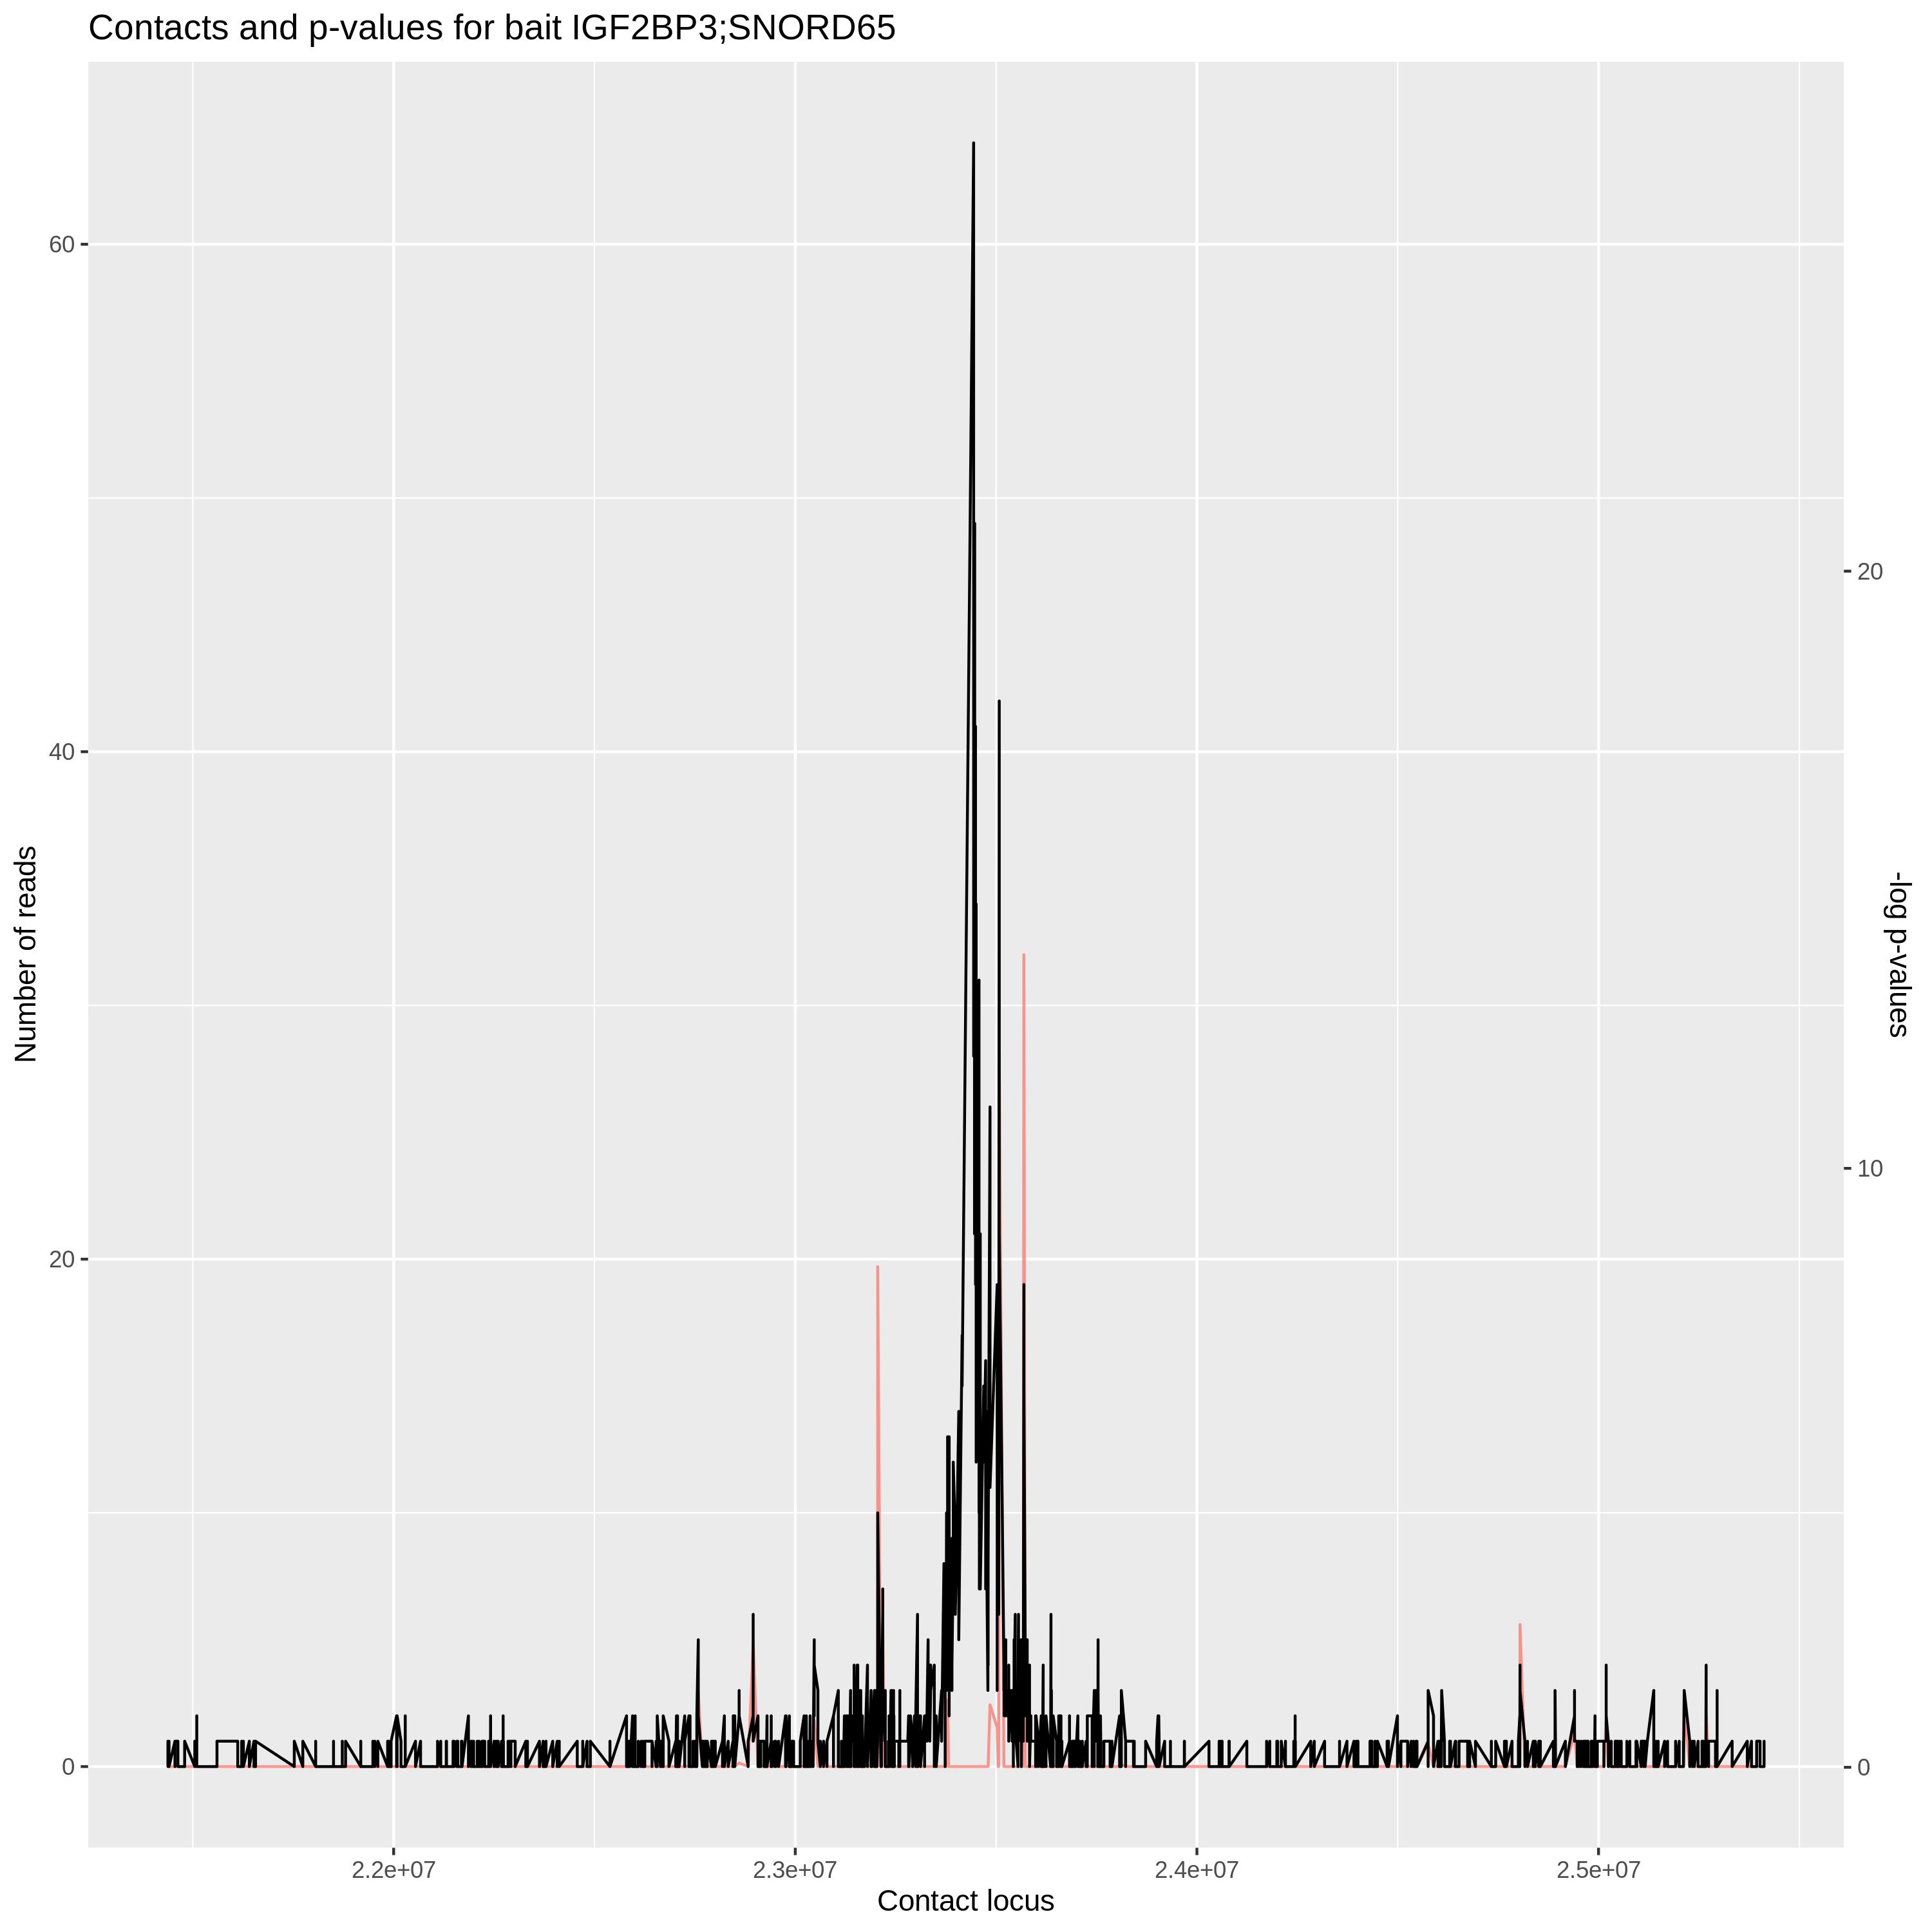 Contacts and p-values for bait IGF2BP3;SNORD65
60
40
20
0
Number of reads
20
10
0
-log p-values
2.2e+07
2.3e+07
2.4e+07
2.5e+07
Contact locus